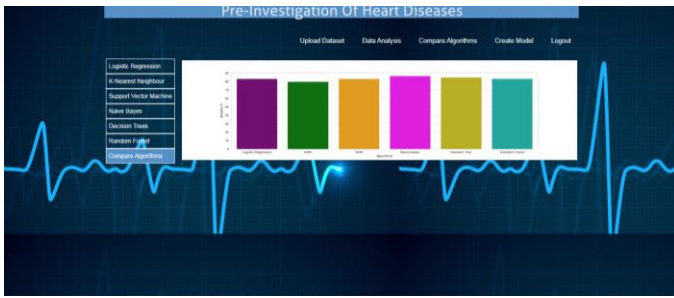 Pre-Investigation Of Heart Diseases
Upload Dataset Data Analysis Compare Algorithms Create Model Logout
Logistic Regression
K-Nearest Neighbour
Support Vector Machine
Naive Bayes
Decision Trees
Random Forest
Compare Algorithms
Logistic Regression KNN SVM Naive Bayes Decision Tree Random Forest
Algorithms